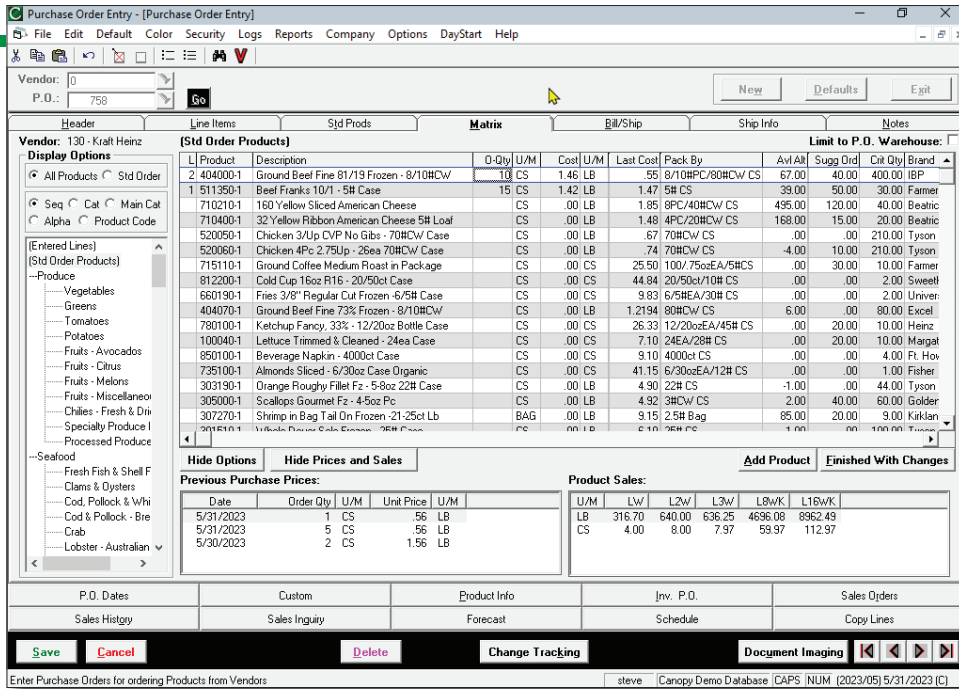 Purchase Order Entry - [Purchase Order Entry]
File Edit Default Color Security Logs Reports Company Options DayStart Help
Vendor: 0
P.O.: 758 Go New Defaults Exit
Header Line Items Std Prods Matrix Bill/Ship Ship Info Notes
Vendor: 130 - Kraft Heinz (Std Order Products) Limit to P.O. Warehouse:
Display Options
All Products Std Order
Seq Cat Main Cat
Alpha Product Code
(Entered Lines)
(Std Order Products)
---Produce
Vegetables
Greens
Tomatoes
Potatoes
Fruits - Avocados
Fruits - Citrus
Fruits - Melons
Fruits - Miscellaneou
Chilies - Fresh & Drie
Specialty Produce I
Processed Produce
---Seafood
Fresh Fish & Shell F
Clams & Oysters
Cod, Pollock & Whi
Cod & Pollock - Bre
Crab
Lobster - Australian
L Product Description O-Qty U/M Cost U/M Last Cost Pack By Avl Alt Sugg Ord Crit Qty Brand
2 404000-1 Ground Beef Fine 81/19 Frozen - 8/10#CW 10 CS 1.46 LB .55 8/10#PC/80#CW CS 67.00 40.00 400.00 IBP
1 511350-1 Beef Franks 10/1 - 5# Case 15 CS 1.42 LB 1.47 5# CS 39.00 50.00 30.00 Farmer
710210-1 160 Yellow Sliced American Cheese CS .00 LB 1.85 8PC/40#CW CS 495.00 120.00 40.00 Beatric
710400-1 32 Yellow Ribbon American Cheese 5# Loaf CS .00 LB 1.48 4PC/20#CW CS 168.00 15.00 20.00 Beatric
520050-1 Chicken 3/Up CVP No Gibs - 70#CW Case CS .00 LB .67 70#CW CS .00 .00 210.00 Tyson
520060-1 Chicken 4Pc 2.75Up - 26ea 70#CW Case CS .00 LB .74 70#CW CS -4.00 10.00 210.00 Tyson
715110-1 Ground Coffee Medium Roast in Package CS .00 CS 25.50 100/.75ozEA/5#CS .00 30.00 10.00 Farmer
812200-1 Cold Cup 16oz R16 - 20/50ct Case CS .00 CS 44.84 20/50ct/10# CS .00 .00 2.00 Sweeth
660190-1 Fries 3/8" Regular Cut Frozen -6/5# Case CS .00 CS 9.83 6/5#EA/30# CS .00 .00 2.00 Univer
404070-1 Ground Beef Fine 73% Frozen - 8/10#CW CS .00 LB 1.2194 80#CW CS 6.00 .00 80.00 Excel
780100-1 Ketchup Fancy, 33% - 12/20oz Bottle Case CS .00 CS 26.33 12/20ozEA/45# CS .00 20.00 10.00 Heinz
100040-1 Lettuce Trimmed & Cleaned - 24ea Case CS .00 CS 7.10 24EA/28# CS .00 20.00 10.00 Margat
850100-1 Beverage Napkin - 4000ct Case CS .00 CS 9.10 4000ct CS .00 .00 4.00 Ft. Hov
735100-1 Almonds Sliced - 6/30oz Case Organic CS .00 CS 41.15 6/30ozEA/12# CS .00 .00 1.00 Fisher
303190-1 Orange Roughy Fillet Fz - 5-8oz 22# Case CS .00 LB 4.90 22# CS -1.00 .00 44.00 Tyson
305000-1 Scallops Gourmet Fz - 4-5oz Pc CS .00 LB 4.92 3#CW CS 2.00 40.00 60.00 Golden
307270-1 Shrimp in Bag Tail On Frozen -21-25ct Lb BAG .00 LB 9.15 2.5# Bag 85.00 20.00 9.00 Kirklan
301510-1 Whole Dover Sole Frozen - 25# Case CS .00 LB 6.10 25# CS 1.00 .00 100.00 Tyson
Hide Options Hide Prices and Sales Add Product Finished With Changes
Previous Purchase Prices:
Date Order Qty U/M Unit Price U/M
5/31/2023 1 CS .56 LB
5/31/2023 5 CS .56 LB
5/30/2023 2 CS 1.56 LB
Product Sales:
U/M LW L2W L3W L8WK L16WK
LB 316.70 640.00 636.25 4696.08 8962.49
CS 4.00 8.00 7.97 59.97 112.97
P.O. Dates Custom Product Info Inv. P.O. Sales Orders
Sales History Sales Inquiry Forecast Schedule Copy Lines
Save Cancel Delete Change Tracking Document Imaging
Enter Purchase Orders for ordering Products from Vendors steve Canopy Demo Database CAPS NUM (2023/05) 5/31/2023 (C)